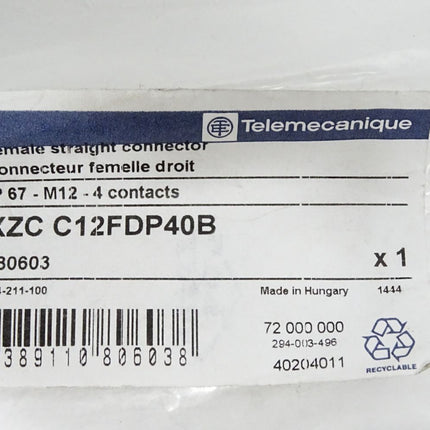 Telemecanique
emale straight connector
onnecteur femelle droit
P 67 - M12 - 4 contacts
XZC C12FDP40B
30603
x 1
-211-100
Made in Hungary
1444
72 000 000
294-003-496
40204011
389110 806038
RECYCLABLE